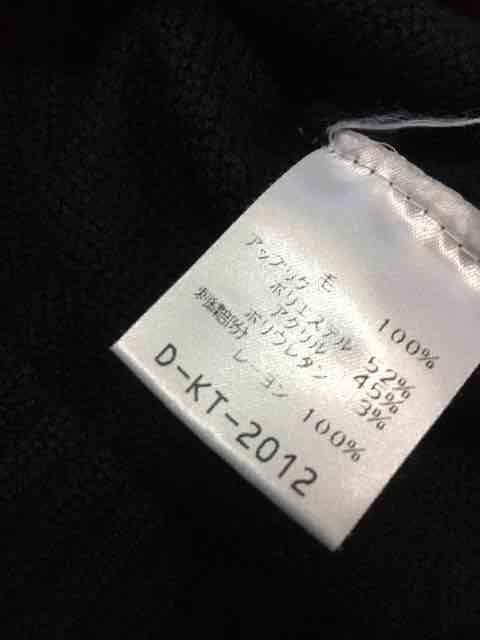 アップリケ モ 100%
ポリエステル 52%
アクリル 45%
ポリウレタン 3%
刺繍部分 レーヨン 100%
D-KT-2012